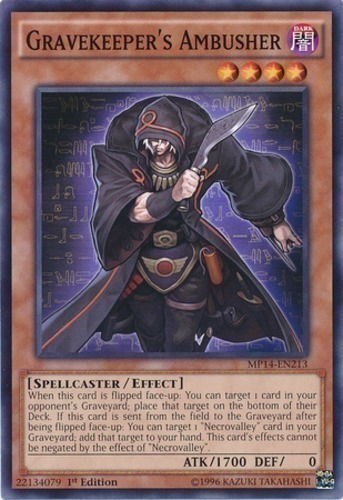 GRAVEKEEPER'S AMBUSHER
DARK
闇
MP14-EN213
[SPELLCASTER / EFFECT]
When this card is flipped face-up: You can target 1 card in your
opponent's Graveyard; place that target on the bottom of their
Deck. If this card is sent from the field to the Graveyard after
being flipped face-up: You can target 1 "Necrovalley" card in your
Graveyard; add that target to your hand. This card's effects cannot
be negated by the effect of "Necrovalley".
ATK/1700 DEF/ 0
22134079 1st Edition ©1996 KAZUKI TAKAHASHI